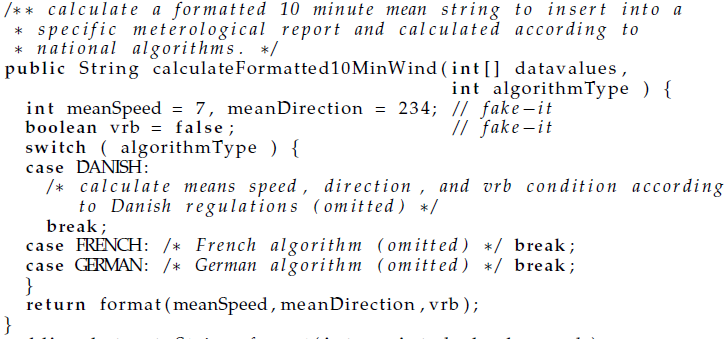 /** calculate a formatted 10 minute mean string to insert into a
* specific meterological report and calculated according to
* national algorithms. */
public String calculateFormatted10MinWind(int[] datavalues,
int algorithmType ) {
int meanSpeed = 7, meanDirection = 234; // fake-it
boolean vrb = false; // fake-it
switch ( algorithmType ) {
case DANISH:
/* calculate means speed, direction, and vrb condition according
to Danish regulations (omitted) */
break;
case FRENCH: /* French algorithm (omitted) */ break;
case GERMAN: /* German algorithm (omitted) */ break;
}
return format(meanSpeed,meanDirection,vrb);
}